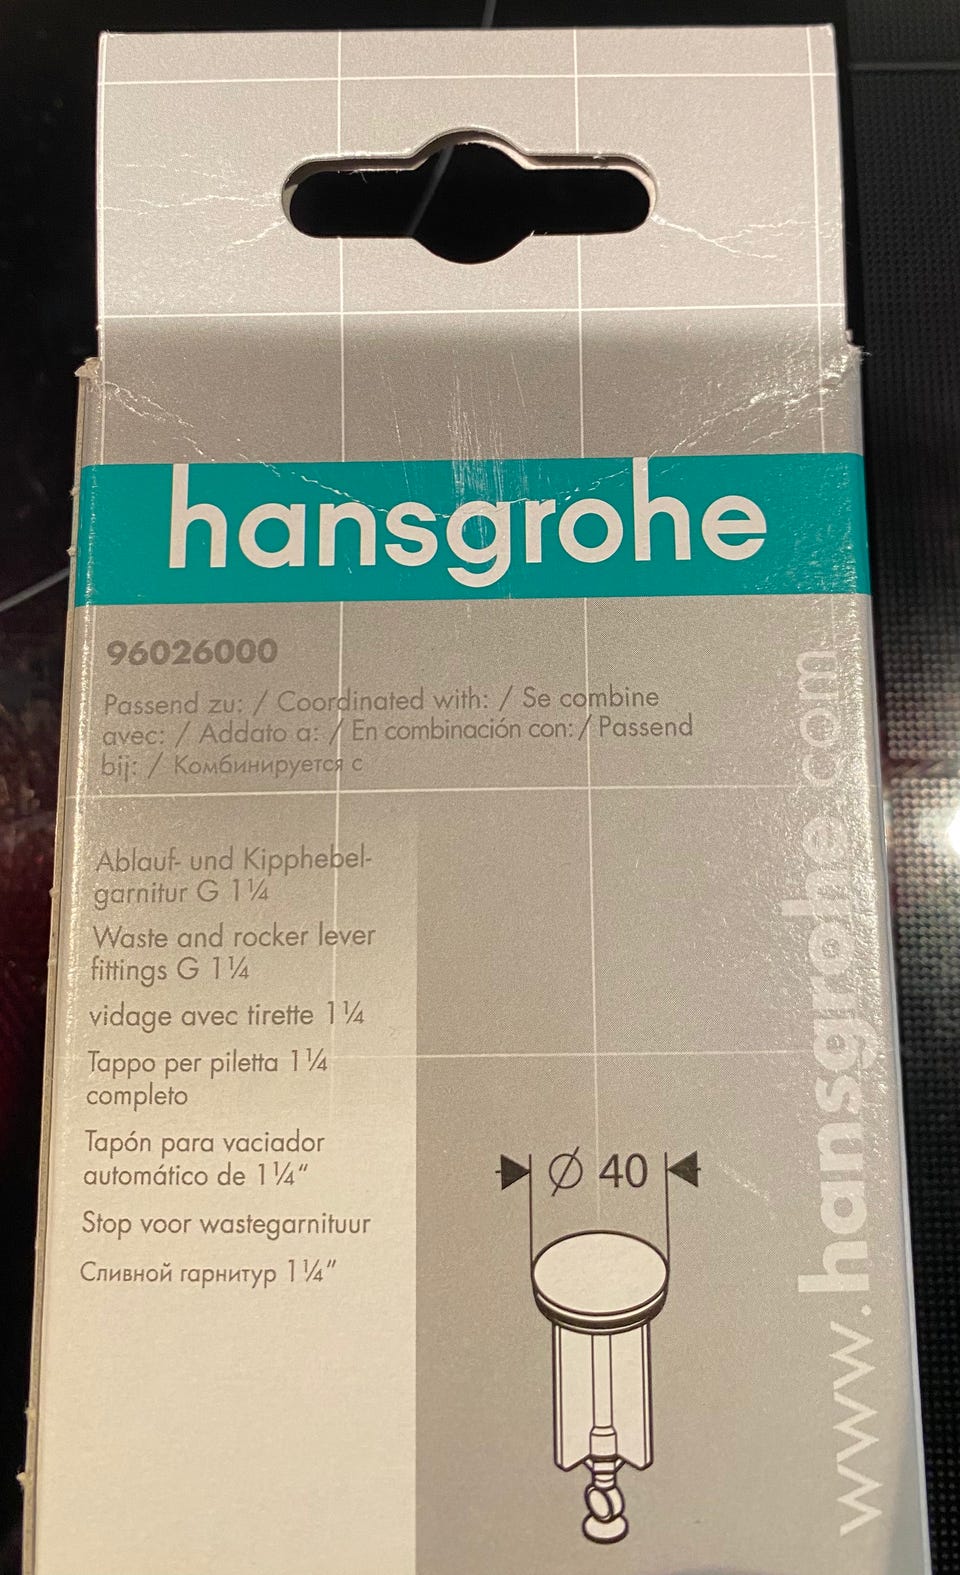 hansgrohe
96026000
Passend zu: / Coordinated with: / Se combine
avec: / Addato a: / En combinación con: / Passend
bij: / Комбинируется с
Ablauf- und Kipphebel-
garnitur G 1¼
Waste and rocker lever
fittings G 1¼
vidage avec tirette 1¼
Tappo per piletta 1¼
completo
Tapón para vaciador
automático de 1¼“
Stop voor wastegarnituur
Сливной гарнитур 1¼”
Ø 40
www.hansgrohe.com